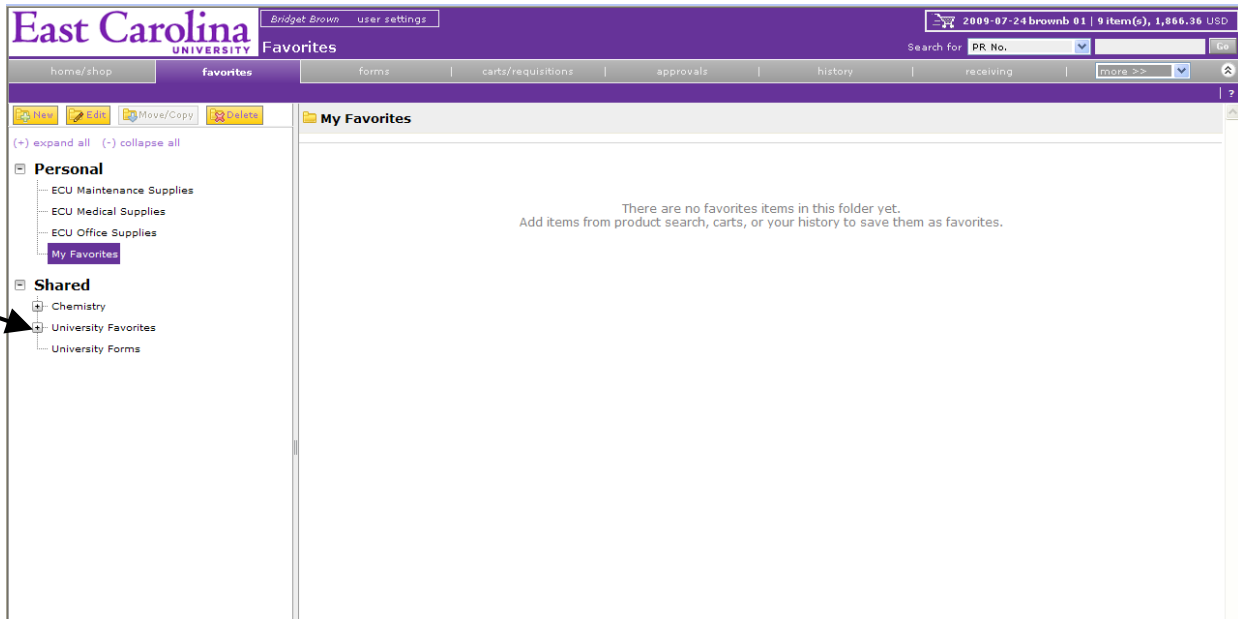 East Carolina
UNIVERSITY
Bridget Brown user settings
2009-07-24 brownb 01 | 9 item(s), 1,866.36 USD
Favorites
Search for PR No. Go
home/shop favorites forms | carts/requisitions | approvals | history | receiving | more >>
| ?
New Edit Move/Copy Delete
My Favorites
(+) expand all (-) collapse all
Personal
ECU Maintenance Supplies
ECU Medical Supplies
ECU Office Supplies
My Favorites
There are no favorites items in this folder yet.
Add items from product search, carts, or your history to save them as favorites.
Shared
Chemistry
University Favorites
University Forms